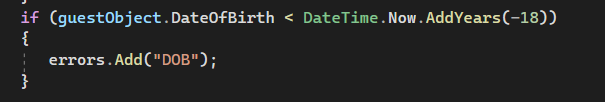 if (guestObject.DateOfBirth < DateTime.Now.AddYears(-18))
{
errors.Add("DOB");
}